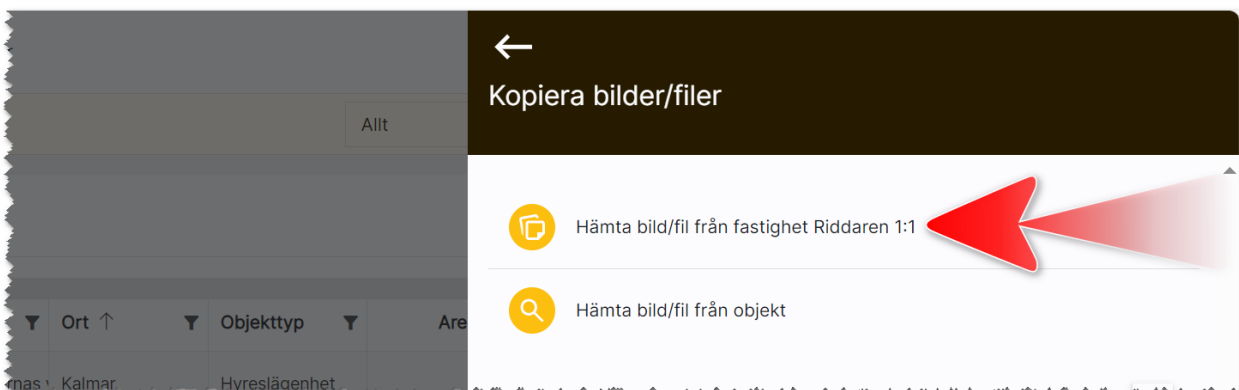 Kopiera bilder/filer
Allt
Hämta bild/fil från fastighet Riddaren 1:1
Hämta bild/fil från objekt
Ort Objekttyp Are
Kalmar Hyreslägenhet